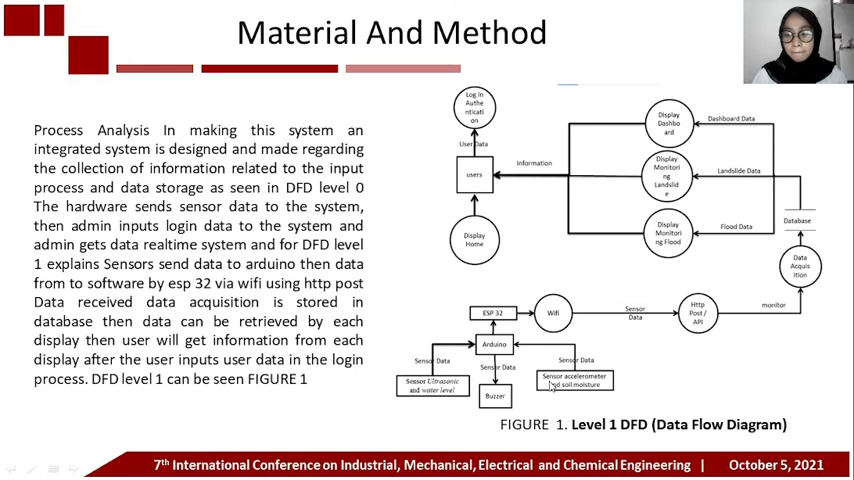 Material And Method
Process Analysis In making this system an
integrated system is designed and made regarding
the collection of information related to the input
process and data storage as seen in DFD level 0
The hardware sends sensor data to the system,
then admin inputs login data to the system and
admin gets data realtime system and for DFD level
1 explains Sensors send data to arduino then data
from to software by esp 32 via wifi using http post
Data received data acquisition is stored in
database then data can be retrieved by each
display then user will get information from each
display after the user inputs user data in the login
process. DFD level 1 can be seen FIGURE 1
Log In
Authe
nticati
on
User Data
users
Information
Display
Home
Display
Dashbo
ard
Dashboard Data
Display
Monitori
ng
Landslid
e
Landslide Data
Display
Monitori
ng Flood
Flood Data
Database
Data
Acquis
ition
monitor
Http
Post/
API
Sensor
Data
Wifi
ESP 32
Arduino
Sensor Data
Sensor Data
Sensor Data
Sensor Ultrasonic
and water level
Buzzer
Sensor accelerometer
and soil moisture
FIGURE 1. Level 1 DFD (Data Flow Diagram)
7th International Conference on Industrial, Mechanical, Electrical and Chemical Engineering | October 5, 2021